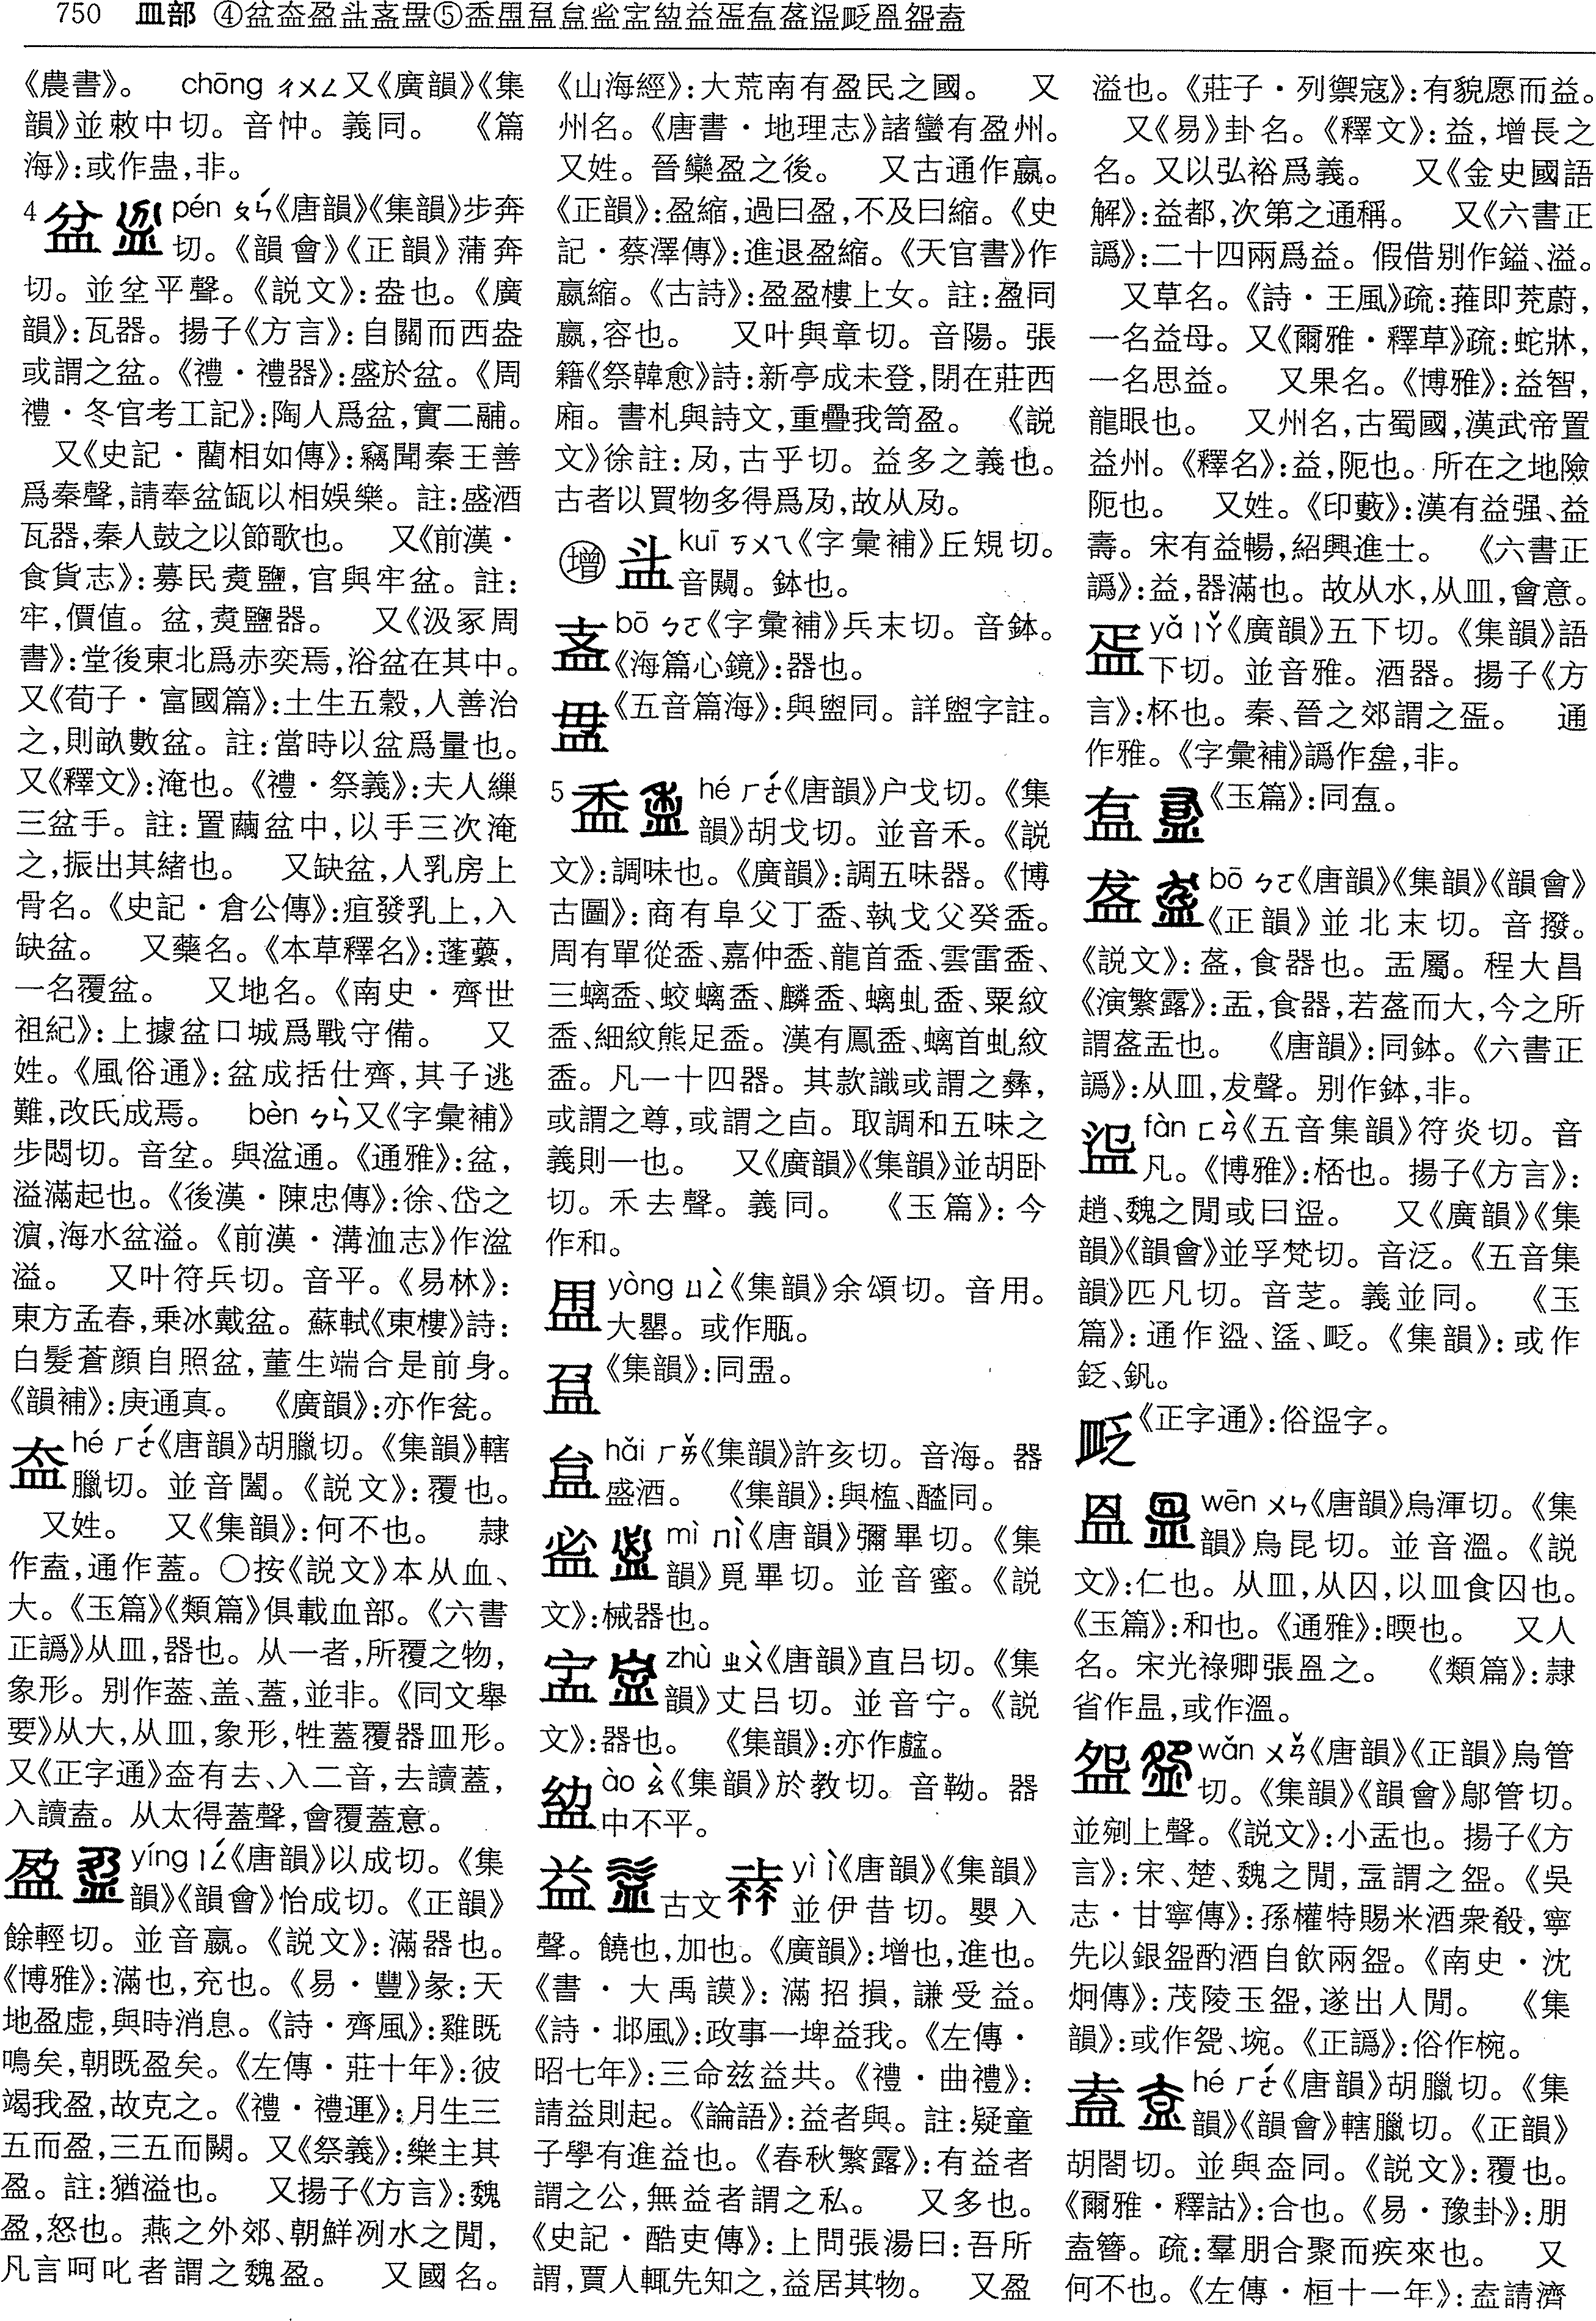 750 皿部 ④盆盇盈㿽𥁀𥁁⑤盉𥁎𥁏𥁐盕盓盜益盃盍盋盕眨𥁕盌盍
《農書》。 chōng ㄔㄨㄥ又《廣韻》《集
韻》並敕中切。音忡。義同。 《篇
海》:或作蛊,非。
4 盆 pén ㄆㄣˊ《唐韻》《集韻》步奔
切。《韻會》《正韻》蒲奔
切。並坌平聲。《説文》:盎也。《廣
韻》:瓦器。揚子《方言》:自關而西盎
或謂之盆。《禮·禮器》:盛於盆。《周
禮·冬官考工記》:陶人爲盆,實二鬴。
又《史記·藺相如傳》:竊聞秦王善
爲秦聲,請奉盆缻以相娛樂。註:盛酒
瓦器,秦人鼓之以節歌也。 又《前漢·
食貨志》:募民煑鹽,官與牢盆。註:
牢,價值。盆,煑鹽器。 又《汲冢周
書》:堂後東北爲赤奕焉,浴盆在其中。
又《荀子·富國篇》:土生五穀,人善治
之,則畝數盆。註:當時以盆爲量也。
又《釋文》:淹也。《禮·祭義》:夫人繅
三盆手。註:置繭盆中,以手三次淹
之,振出其緒也。 又缺盆,人乳房上
骨名。《史記·倉公傳》:疽發乳上,入
缺盆。 又藥名。《本草釋名》:蓬虆,
一名覆盆。 又地名。《南史·齊世
祖紀》:上據盆口城爲戰守備。 又
姓。《風俗通》:盆成括仕齊,其子逃
難,改氏成焉。 bèn ㄅㄣˋ又《字彙補》
步悶切。音坌。與湓通。《通雅》:盆,
溢滿起也。《後漢·陳忠傳》:徐、岱之
濵,海水盆溢。《前漢·溝洫志》作湓
溢。 又叶符兵切。音平。《易林》:
東方孟春,乘冰戴盆。蘇軾《東樓》詩:
白髮蒼顔自照盆,董生端合是前身。
《韻補》:庚通真。 《廣韻》:亦作瓫。
盇 hé ㄏㄜˊ《唐韻》胡臘切。《集韻》轄
臘切。並音闔。《説文》:覆也。
又姓。 又《集韻》:何不也。 隷
作盍,通作蓋。○按《説文》本从血、
大。《玉篇》《類篇》俱載血部。《六書
正譌》从皿,器也。从一者,所覆之物,
象形。别作葢、盖、蓋,並非。《同文舉
要》从大,从皿,象形,牲蓋覆器皿形。
又《正字通》盇有去、入二音,去讀蓋,
入讀盍。从太得蓋聲,會覆蓋意。
盈 yíng ㄧㄥˊ《唐韻》以成切。《集
韻》《韻會》怡成切。《正韻》
餘輕切。並音嬴。《説文》:滿器也。
《博雅》:滿也,充也。《易·豐》彖:天
地盈虚,與時消息。《詩·齊風》:雞既
鳴矣,朝既盈矣。《左傳·莊十年》:彼
竭我盈,故克之。《禮·禮運》:月生三
五而盈,三五而闕。又《祭義》:樂主其
盈。註:猶溢也。 又揚子《方言》:魏
盈,怒也。燕之外郊、朝鮮洌水之閒,
凡言呵叱者謂之魏盈。 又國名。
《山海經》:大荒南有盈民之國。 又
州名。《唐書·地理志》諸蠻有盈州。
又姓。晉欒盈之後。 又古通作嬴。
《正韻》:盈縮,過曰盈,不及曰縮。《史
記·蔡澤傳》:進退盈縮。《天官書》作
嬴縮。《古詩》:盈盈樓上女。註:盈同
嬴,容也。 又叶與章切。音陽。張
籍《祭韓愈》詩:新亭成未登,閉在莊西
廂。書札與詩文,重疊我笥盈。 《説
文》徐註:夃,古乎切。益多之義也。
古者以買物多得爲夃,故从夃。
增 㿽 kuī ㄎㄨㄟ《字彙補》丘規切。
音闚。鉢也。
𥁀 bō ㄅㄛ《字彙補》兵末切。音鉢。
《海篇心鏡》:器也。
《五音篇海》:與盥同。詳盥字註。
5 盉 hé ㄏㄜˊ《唐韻》户戈切。《集
韻》胡戈切。並音禾。《説
文》:調味也。《廣韻》:調五味器。《博
古圖》:商有阜父丁盉、執戈父癸盉。
周有單從盉、嘉仲盉、龍首盉、雲雷盉、
三螭盉、蛟螭盉、麟盉、螭虬盉、粟紋
盉、細紋熊足盉。漢有鳳盉、螭首虬紋
盉。凡一十四器。其款識或謂之彝,
或謂之尊,或謂之卣。取調和五味之
義則一也。 又《廣韻》《集韻》並胡卧
切。禾去聲。義同。 《玉篇》:今
作和。
𥁎 yòng ㄩㄥˋ《集韻》余頌切。音用。
大罌。或作㼸。
《集韻》:同盄。
hǎi ㄏㄞˇ《集韻》許亥切。音海。器
盛酒。 《集韻》:與㰩、醢同。
㿽 mì ㄇㄧˋ《唐韻》彌畢切。《集
韻》覓畢切。並音蜜。《説
文》:械器也。
㿾 zhù ㄓㄨˋ《唐韻》直吕切。《集
韻》丈吕切。並音宁。《説
文》:器也。 《集韻》:亦作㿾。
㿰 ào ㄠˋ《集韻》於教切。音靿。器
中不平。
益 古文 𠔁 yì ㄧˋ《唐韻》《集韻》
並伊昔切。嬰入
聲。饒也,加也。《廣韻》:增也,進也。
《書·大禹謨》:滿招損,謙受益。
《詩·邶風》:政事一埤益我。《左傳·
昭七年》:三命兹益共。《禮·曲禮》:
請益則起。《論語》:益者與。註:疑童
子學有進益也。《春秋繁露》:有益者
謂之公,無益者謂之私。 又多也。
《史記·酷吏傳》:上問張湯曰:吾所
謂,賈人輒先知之,益居其物。 又盈
溢也。《莊子·列禦寇》:有貌愿而益。
又《易》卦名。《釋文》:益,增長之
名。又以弘裕爲義。 又《金史國語
解》:益都,次第之通稱。 又《六書正
譌》:二十四兩爲益。假借别作鎰、溢。
又草名。《詩·王風》疏:蓷即茺蔚,
一名益母。又《爾雅·釋草》疏:蛇牀,
一名思益。 又果名。《博雅》:益智,
龍眼也。 又州名,古蜀國,漢武帝置
益州。《釋名》:益,阨也。所在之地險
阨也。 又姓。《印藪》:漢有益强、益
壽。宋有益暢,紹興進士。 《六書正
譌》:益,器滿也。故从水,从皿,會意。
㿿 yǎ ㄧㄚˇ《廣韻》五下切。《集韻》語
下切。並音雅。酒器。揚子《方
言》:杯也。秦、晉之郊謂之㿿。 通
作雅。《字彙補》譌作𥁔,非。
《玉篇》:同盍。
盋 bō ㄅㄛ《唐韻》《集韻》《韻會》
《正韻》並北末切。音撥。
《説文》:盋,食器也。盂屬。程大昌
《演繁露》:盂,食器,若盋而大,今之所
謂盋盂也。 《唐韻》:同鉢。《六書正
譌》:从皿,犮聲。别作鉢,非。
盕 fàn ㄈㄢˋ《五音集韻》符炎切。音
凡。《博雅》:栝也。揚子《方言》:
趙、魏之閒或曰盕。 又《廣韻》《集
韻》《韻會》並孚梵切。音泛。《五音集
韻》匹凡切。音芝。義並同。 《玉
篇》:通作㿬、盕、眨。《集韻》:或作
鈺、釩。
《正字通》:俗盕字。
𥁕 wēn ㄨㄣ《唐韻》烏渾切。《集
韻》烏昆切。並音溫。《説
文》:仁也。从皿,从囚,以皿食囚也。
《玉篇》:和也。《通雅》:㬉也。 又人
名。宋光祿卿張𥁕之。 《類篇》:隷
省作昷,或作溫。
盌 wǎn ㄨㄢˇ《唐韻》《正韻》烏管
切。《集韻》《韻會》鄔管切。
並剜上聲。《説文》:小盂也。揚子《方
言》:宋、楚、魏之閒,盂謂之盌。《吳
志·甘寧傳》:孫權特賜米酒衆殽,寧
先以銀盌酌酒自飲兩盌。《南史·沈
炯傳》:茂陵玉盌,遂出人閒。 《集
韻》:或作㼝、埦。《正譌》:俗作椀。
盍 hé ㄏㄜˊ《唐韻》胡臘切。《集
韻》《韻會》轄臘切。《正韻》
胡閤切。並與盇同。《説文》:覆也。
《爾雅·釋詁》:合也。《易·豫卦》:朋
盍簪。疏:羣朋合聚而疾來也。 又
何不也。《左傳·桓十一年》:盍請濟